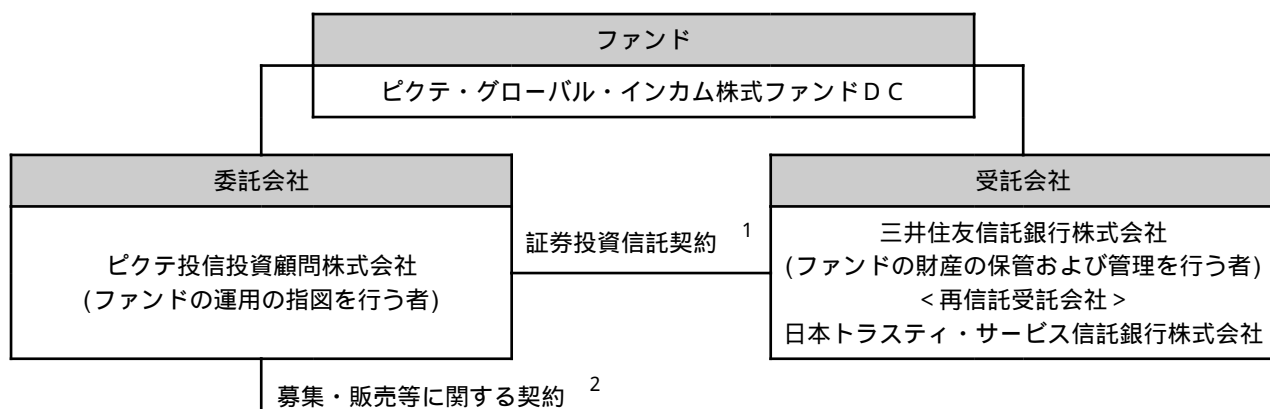 ファンド
ピクテ・グローバル・インカム株式ファンドＤＣ
委託会社
ピクテ投信投資顧問株式会社
(ファンドの運用の指図を行う者)
証券投資信託契約 1
受託会社
三井住友信託銀行株式会社
(ファンドの財産の保管および管理を行う者)
<再信託受託会社>
日本トラスティ・サービス信託銀行株式会社
募集・販売等に関する契約 2